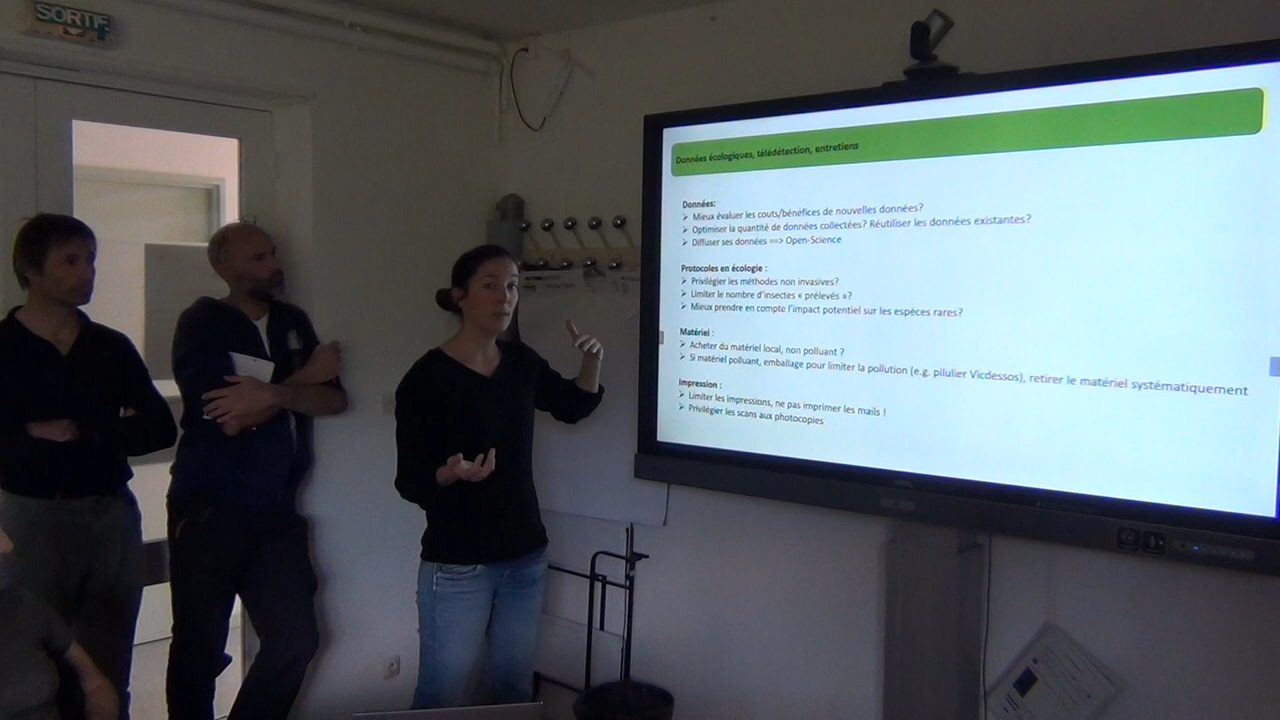 SORTIE
Données écologiques, télédétection, entretiens
Données:
➢ Mieux évaluer les couts/bénéfices de nouvelles données?
➢ Optimiser la quantité de données collectées? Réutiliser les données existantes?
➢ Diffuser ses données ==> Open-Science
Protocoles en écologie :
➢ Privilégier les méthodes non invasives?
➢ Limiter le nombre d'insectes « prélevés »?
➢ Mieux prendre en compte l'impact potentiel sur les espèces rares?
Matériel :
➢ Acheter du matériel local, non polluant ?
➢ Si matériel polluant, emballage pour limiter la pollution (e.g. pilulier Vicdessos), retirer le matériel systématiquement
Impression :
➢ Limiter les impressions, ne pas imprimer les mails !
➢ Privilégier les scans aux photocopies